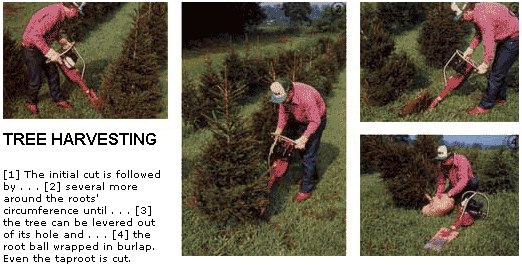 TREE HARVESTING
[1] The initial cut is followed
by . . . [2] several more
around the roots'
circumference until . . . [3]
the tree can be levered out
of its hole and . . . [4] the
root ball wrapped in burlap.
Even the taproot is cut.